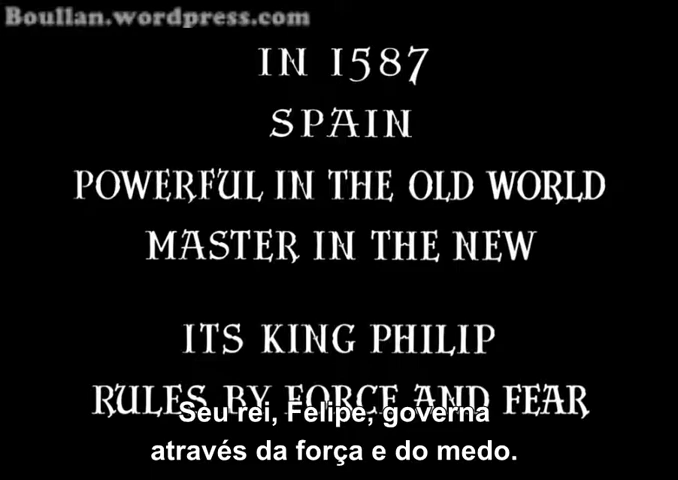 Boullan.wordpress.com
IN 1587
SPAIN
POWERFUL IN THE OLD WORLD
MASTER IN THE NEW
ITS KING PHILIP
RULES BY FORCE AND FEAR
Seu rei, Felipe, governa
através da força e do medo.